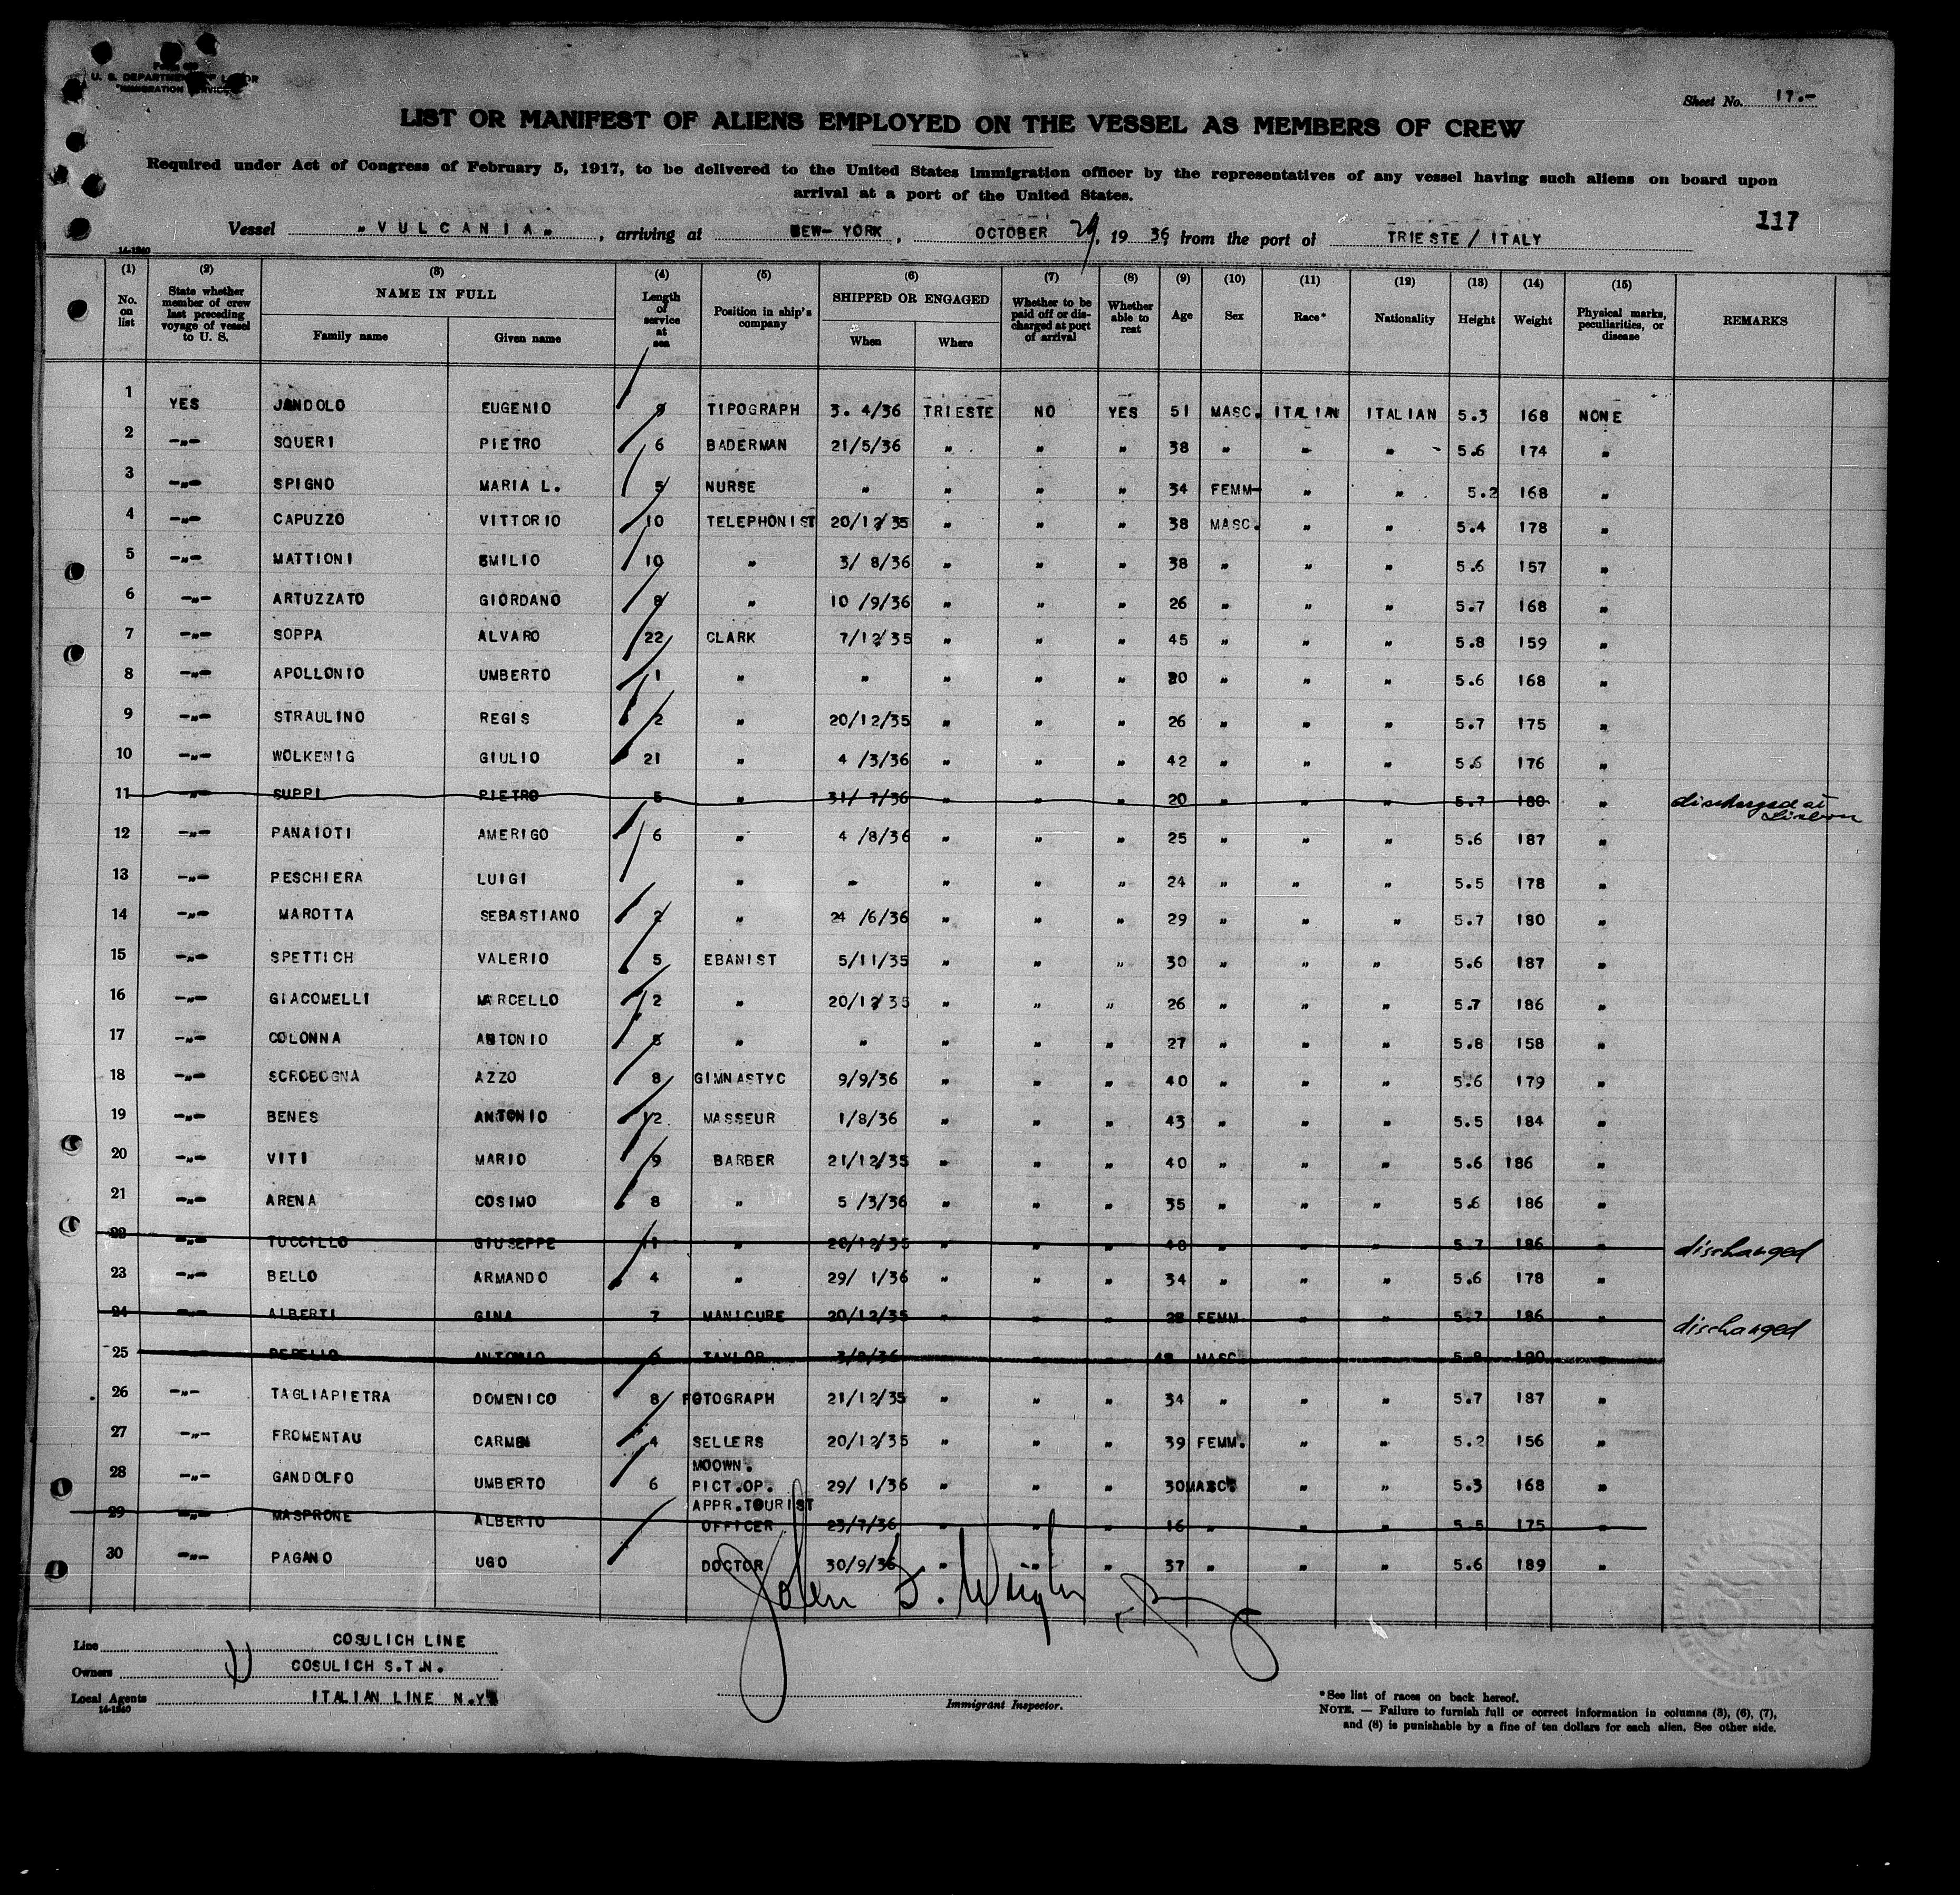 U. S. DEPARTMENT OF LABOR
IMMIGRATION SERVICE
Sheet No. 17.-
LIST OR MANIFEST OF ALIENS EMPLOYED ON THE VESSEL AS MEMBERS OF CREW
Required under Act of Congress of February 5, 1917, to be delivered to the United States immigration officer by the representatives of any vessel having such aliens on board upon
arrival at a port of the United States.
117
Vessel „VULCANIA„, arriving at NEW-YORK, OCTOBER 29, 1936, from the port of TRIESTE / ITALY
14-1240
(1) No. on list (2) State whether member of crew last preceding voyage of vessel to U. S. (3) NAME IN FULL Family name Given name (4) Length of service at sea (5) Position in ship's company (6) SHIPPED OR ENGAGED When Where (7) Whether to be paid off or discharged at port of arrival (8) Whether able to reat (9) Age (10) Sex (11) Race* (12) Nationality (13) Height (14) Weight (15) Physical marks, peculiarities, or disease REMARKS
1 YES JANDOLO EUGENIO 9 TIPOGRAPH 3. 4/36 TRIESTE NO YES 51 MASC. ITALIAN ITALIAN 5.3 168 NONE
2 -„- SQUERI PIETRO 6 BADERMAN 21/5/36 „ „ „ 38 „ „ „ 5.6 174 „
3 -„- SPIGNO MARIA L. 5 NURSE „ „ „ „ 34 FEMM- „ „ 5.2 168 „
4 -„- CAPUZZO VITTORIO 10 TELEPHONIST 20/12/35 „ „ „ 38 MASC. „ „ 5.4 178 „
5 -„- MATTIONI EMILIO 10 „ 3/ 8/36 „ „ „ 38 „ „ „ 5.6 157 „
6 -„- ARTUZZATO GIORDANO 8 „ 10 /9/36 „ „ „ 26 „ „ „ 5.7 168 „
7 -„- SOPPA ALVARO 22 CLARK 7/12/35 „ „ „ 45 „ „ „ 5.8 159 „
8 -„- APOLLONIO UMBERTO 1 „ „ „ „ „ 20 „ „ „ 5.6 168 „
9 -„- STRAULINO REGIS 2 „ 20/12/35 „ „ „ 26 „ „ „ 5.7 175 „
10 -„- WOLKENIG GIULIO 21 „ 4 /3/36 „ „ „ 42 „ „ „ 5.6 176 „
11 -„- SUPPI PIETRO 5 „ 31/ 7/36 „ „ „ 20 „ „ „ 5.7 180 „ discharged at Lisbon
12 -„- PANAIOTI AMERIGO 6 „ 4 /8/36 „ „ „ 25 „ „ „ 5.6 187 „
13 -„- PESCHIERA LUIGI „ „ „ „ „ 24 „ „ „ 5.5 178 „
14 -„- MAROTTA SEBASTIANO 2 „ 24 /6/36 „ „ „ 29 „ „ „ 5.7 180 „
15 -„- SPETTICH VALERIO 5 EBANIST 5/11/35 „ „ „ 30 „ „ „ 5.6 187 „
16 -„- GIACOMELLI MARCELLO 2 „ 20/12/35 „ „ „ 26 „ „ „ 5.7 186 „
17 -„- COLONNA ANTONIO „ „ „ „ „ 27 „ „ „ 5.8 158 „
18 -„- SCROBOGNA AZZO 8 GIMNASTYC 9/9/36 „ „ „ 40 „ „ „ 5.6 179 „
19 -„- BENES ANTONIO 12 MASSEUR 1/8/36 „ „ „ 43 „ „ „ 5.5 184 „
20 -„- VITI MARIO 9 BARBER 21/12/35 „ „ „ 40 „ „ „ 5.6 186 „
21 -„- ARENA COSIMO 8 „ 5 /3/36 „ „ „ 35 „ „ „ 5.6 186 „
22 -„- TUCCILLO GIUSEPPE 11 „ 20/12/35 „ „ „ 40 „ „ „ 5.7 186 „ discharged
23 -„- BELLO ARMANDO 4 „ 29/ 1/36 „ „ „ 34 „ „ „ 5.6 178 „
24 -„- ALBERTI GINA 7 MANICURE 20/12/35 „ „ „ FEMM. „ „ 5.7 186 „ discharged
25 ANTONIO TAYLOR MASC. „ „ 5.8 190 „
26 -„- TAGLIAPIETRA DOMENICO 8 FOTOGRAPH 21/12/35 „ „ „ 34 „ „ „ 5.7 187 „
27 -„- FROMENTAU CARMEN 4 SELLERS 20/12/35 „ „ „ 39 FEMM. „ „ 5.2 156 „
28 -„- GANDOLFO UMBERTO 6 MOOWN. PICT.OP. 29/ 1/36 „ „ „ 30 MASC. „ „ 5.3 168 „
29 -„- MASPRONE ALBERTO APPR.TOURIST OFFICER 23/7/36 „ „ „ 16 „ „ „ 5.5 175 „
30 -„- PAGANO UGO DOCTOR 30/9/36 „ -„- „ 37 „ „ „ 5.6 189 „
Line COSULICH LINE
Owners COSULICH S.T.N.
Local Agents ITALIAN LINE N.Y.
14-1240
Immigrant Inspector.
*See list of races on back hereof.
NOTE. — Failure to furnish full or correct information in columns (3), (6), (7),
and (8) is punishable by a fine of ten dollars for each alien. See other side.